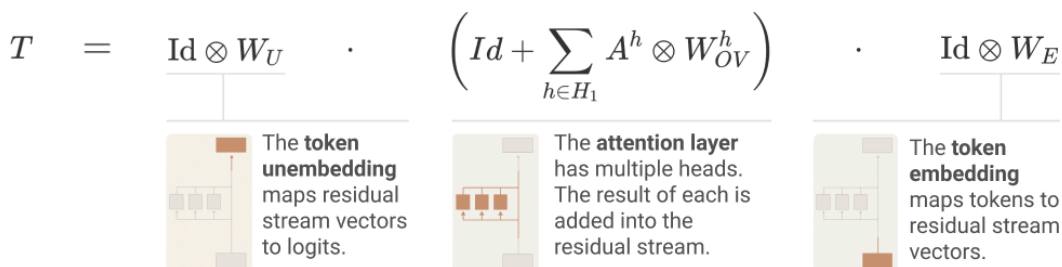 T = Id ⊗ W_U · (Id + ∑_{h∈H_1} A^h ⊗ W^h_{OV}) · Id ⊗ W_E
The token
unembedding
maps residual
stream vectors
to logits.
The attention layer
has multiple heads.
The result of each is
added into the
residual stream.
The token
embedding
maps tokens to
residual stream
vectors.